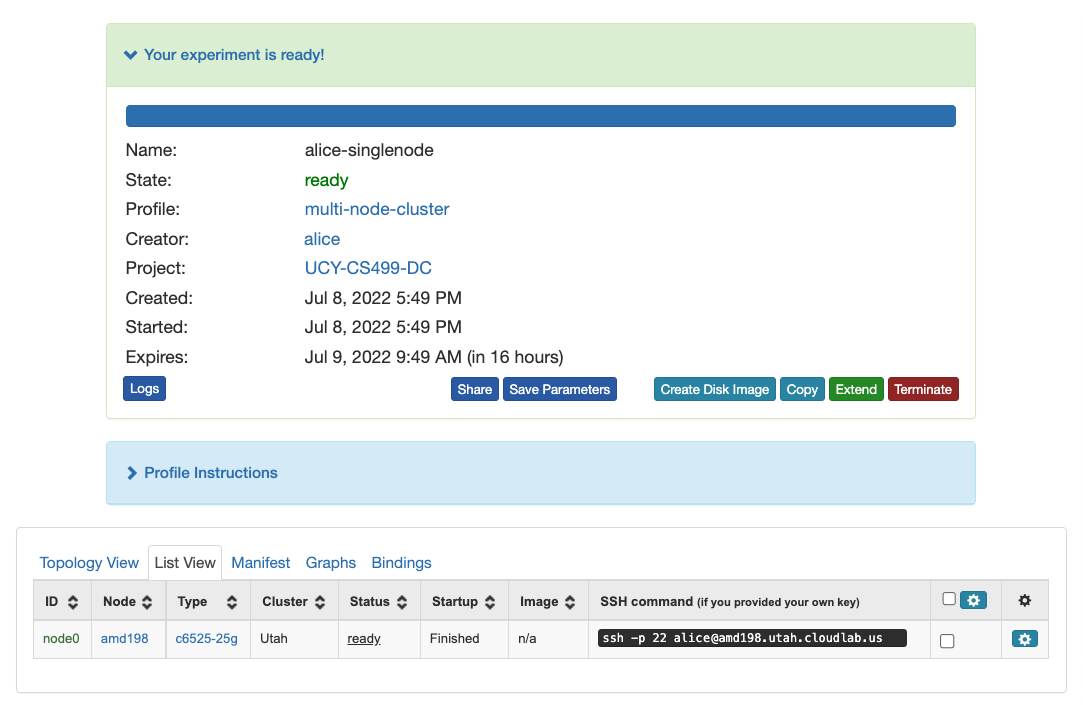 Your experiment is ready!
Name: alice-singlenode
State: ready
Profile: multi-node-cluster
Creator: alice
Project: UCY-CS499-DC
Created: Jul 8, 2022 5:49 PM
Started: Jul 8, 2022 5:49 PM
Expires: Jul 9, 2022 9:49 AM (in 16 hours)
Logs Share Save Parameters Create Disk Image Copy Extend Terminate
Profile Instructions
Topology View List View Manifest Graphs Bindings
ID Node Type Cluster Status Startup Image SSH command (if you provided your own key)
node0 amd198 c6525-25g Utah ready Finished n/a ssh -p 22 alice@amd198.utah.cloudlab.us